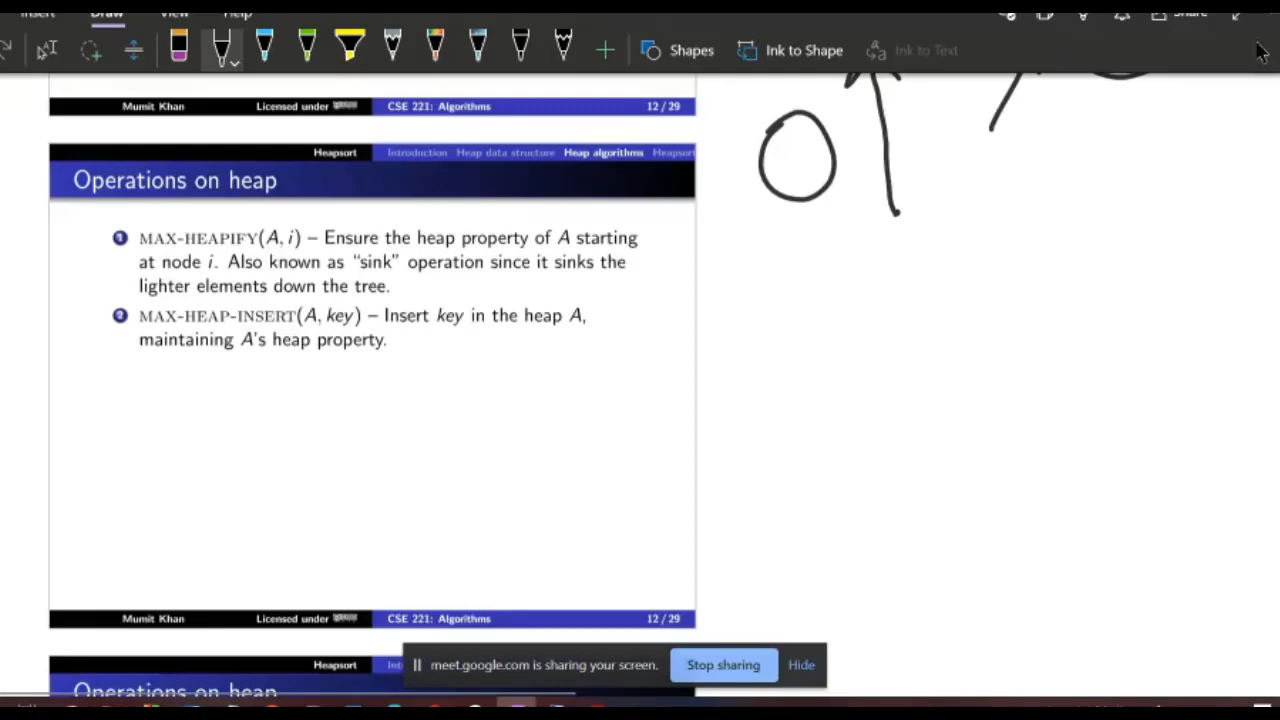 Insert Draw View Help Share
Shapes Ink to Shape Ink to Text
Mumit Khan Licensed under CSE 221: Algorithms 12 / 29
Heapsort Introduction Heap data structure Heap algorithms Heapsort
Operations on heap
1 MAX-HEAPIFY(A, i) – Ensure the heap property of A starting
at node i. Also known as “sink” operation since it sinks the
lighter elements down the tree.
2 MAX-HEAP-INSERT(A, key) – Insert key in the heap A,
maintaining A's heap property.
Mumit Khan Licensed under CSE 221: Algorithms 12 / 29
meet.google.com is sharing your screen. Stop sharing Hide
Heapsort
Operations on heap